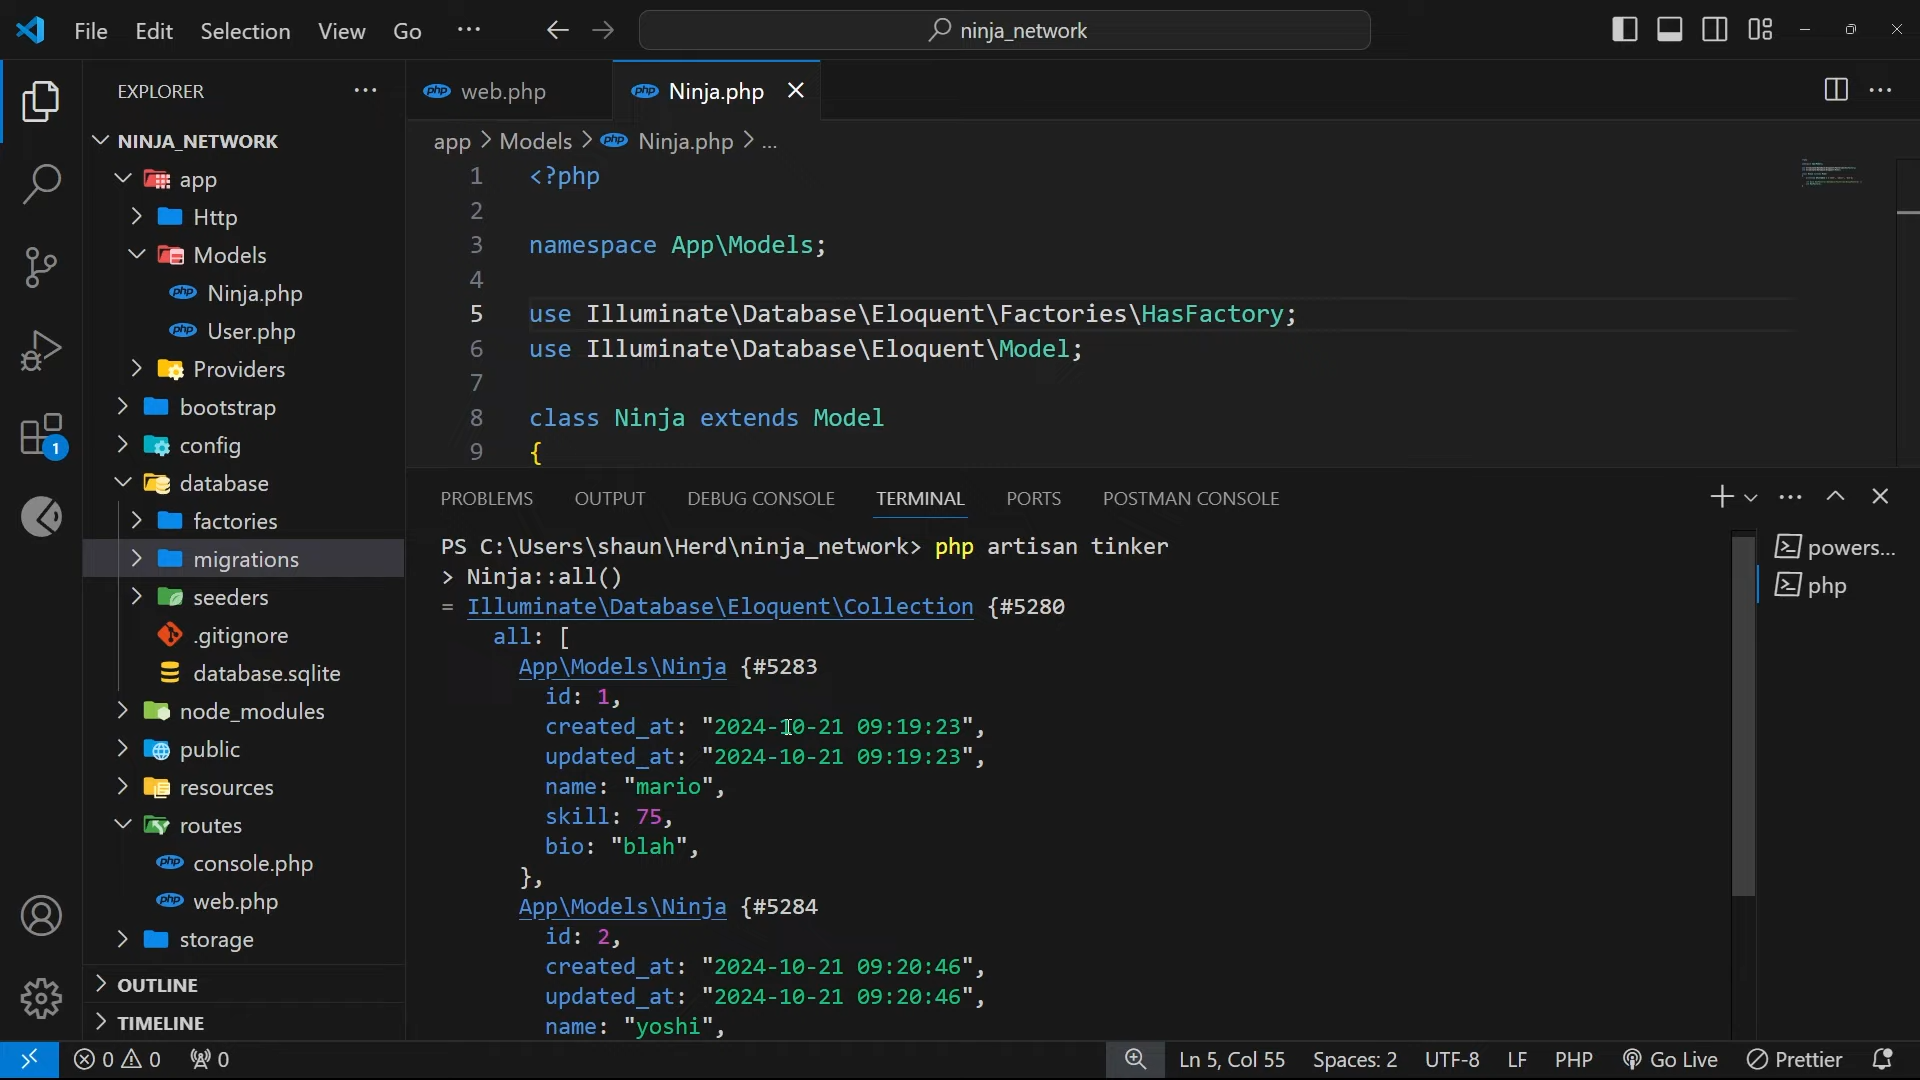 File Edit Selection View Go ··· ninja_network
EXPLORER ···
NINJA_NETWORK
app
Http
Models
php Ninja.php
php User.php
Providers
bootstrap
config
database
factories
migrations
seeders
.gitignore
database.sqlite
node_modules
public
resources
routes
php console.php
php web.php
storage
OUTLINE
TIMELINE
php web.php
php Ninja.php
app > Models > php Ninja.php > ...
1 <?php
2
3 namespace App\Models;
4
5 use Illuminate\Database\Eloquent\Factories\HasFactory;
6 use Illuminate\Database\Eloquent\Model;
7
8 class Ninja extends Model
9 {
PROBLEMS OUTPUT DEBUG CONSOLE TERMINAL PORTS POSTMAN CONSOLE
PS C:\Users\shaun\Herd\ninja_network> php artisan tinker
> Ninja::all()
= Illuminate\Database\Eloquent\Collection {#5280
all: [
App\Models\Ninja {#5283
id: 1,
created_at: "2024-10-21 09:19:23",
updated_at: "2024-10-21 09:19:23",
name: "mario",
skill: 75,
bio: "blah",
},
App\Models\Ninja {#5284
id: 2,
created_at: "2024-10-21 09:20:46",
updated_at: "2024-10-21 09:20:46",
name: "yoshi",
powers...
php
1
0 0 0 Ln 5, Col 55 Spaces: 2 UTF-8 LF PHP Go Live Prettier